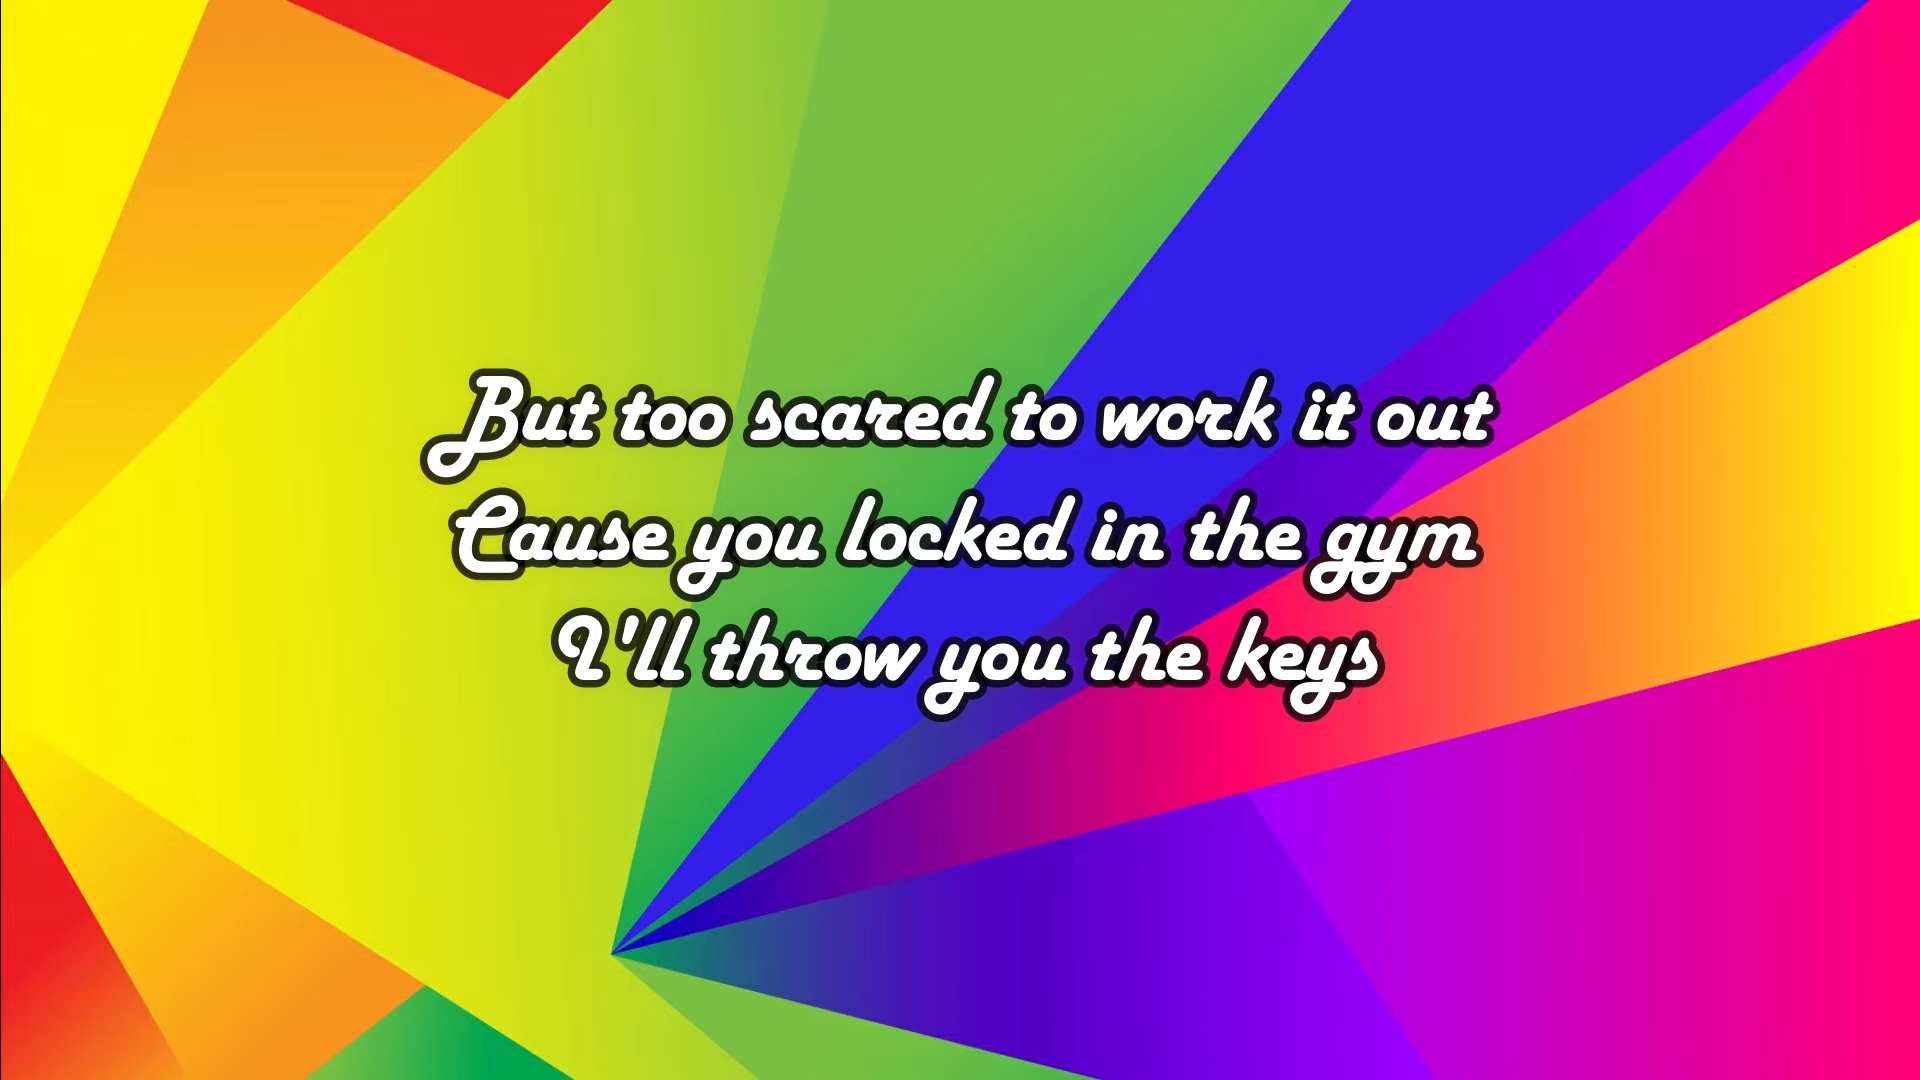 But too scared to work it out
Cause you locked in the gym
I'll throw you the keys